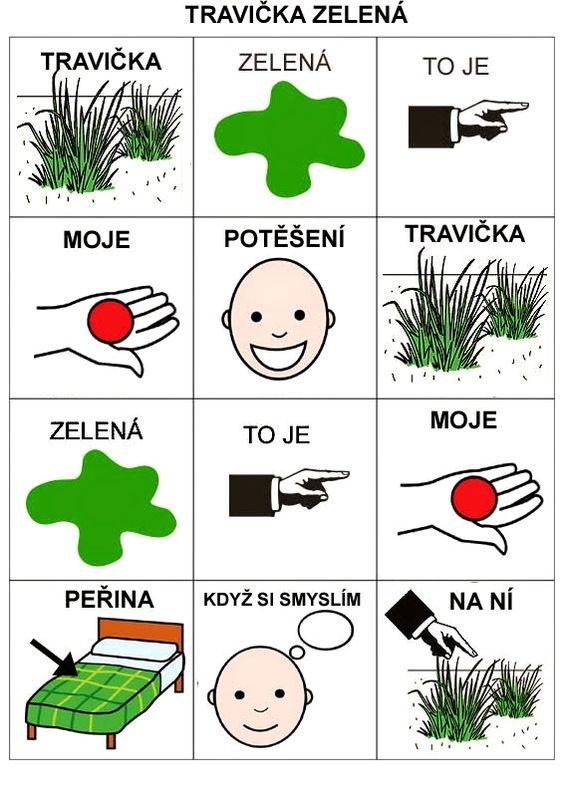 TRAVIČKA ZELENÁ
TRAVIČKA
ZELENÁ
TO JE
MOJE
POTĚŠENÍ
TRAVIČKA
ZELENÁ
TO JE
MOJE
PEŘINA
KDYŽ SI SMYSLÍM
NA NÍ